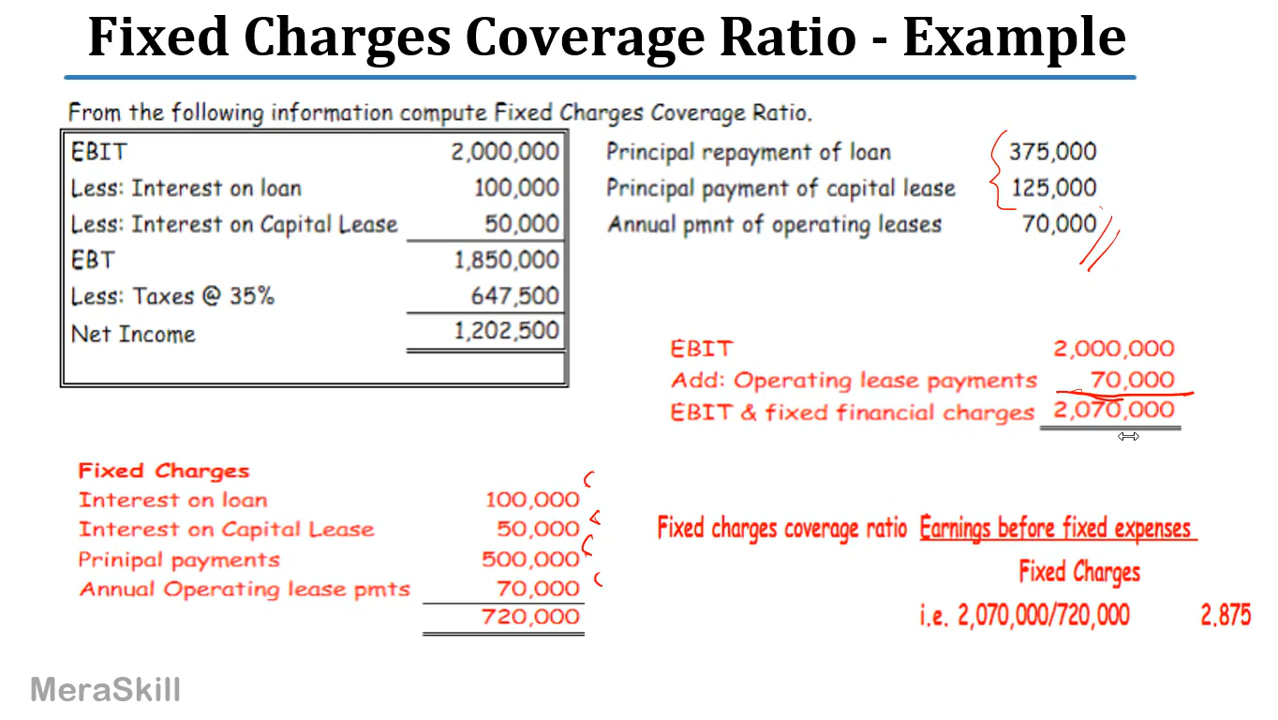 Fixed Charges Coverage Ratio - Example
From the following information compute Fixed Charges Coverage Ratio.
EBIT 2,000,000
Less: Interest on loan 100,000
Less: Interest on Capital Lease 50,000
EBT 1,850,000
Less: Taxes @ 35% 647,500
Net Income 1,202,500
Principal repayment of loan 375,000
Principal payment of capital lease 125,000
Annual pmnt of operating leases 70,000
EBIT 2,000,000
Add: Operating lease payments 70,000
EBIT & fixed financial charges 2,070,000
Fixed Charges
Interest on loan 100,000
Interest on Capital Lease 50,000
Prinipal payments 500,000
Annual Operating lease pmts 70,000
720,000
Fixed charges coverage ratio Earnings before fixed expenses
Fixed Charges
i.e. 2,070,000/720,000 2.875
MeraSkill